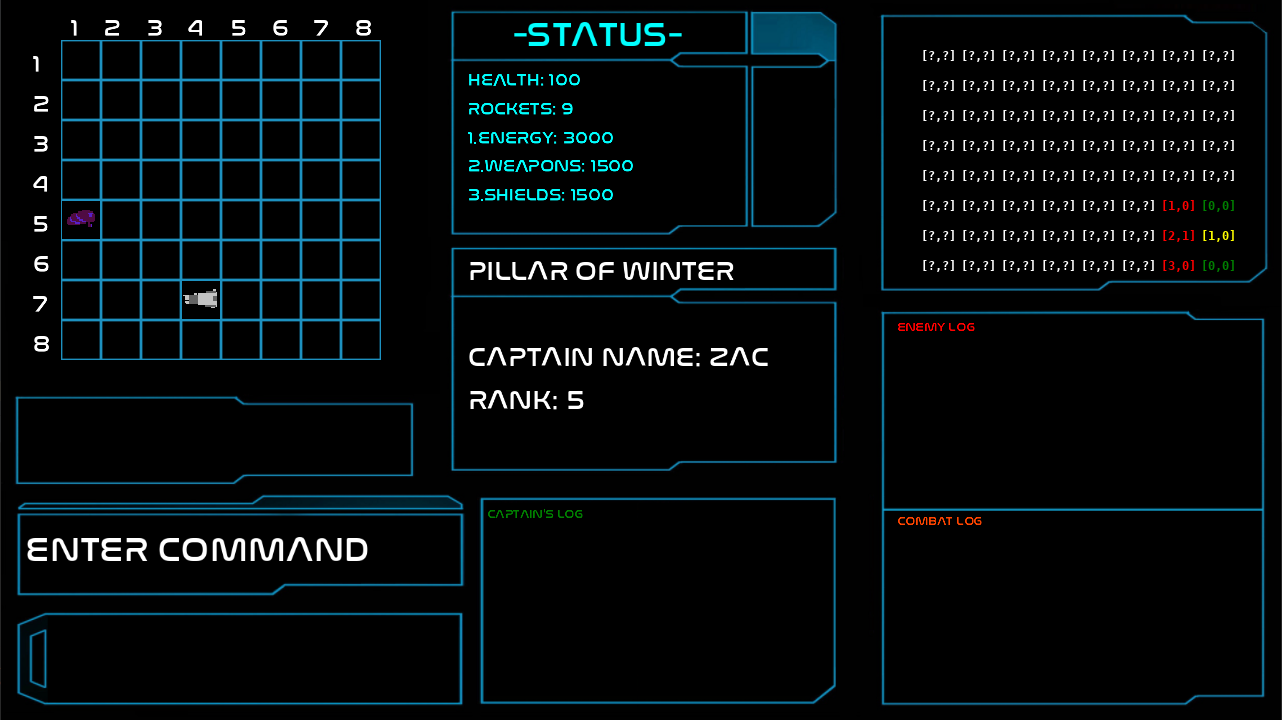 1 2 3 4 5 6 7 8
1
2
3
4
5
6
7
8
-STATUS-
HEALTH: 100
ROCKETS: 9
1.ENERGY: 3000
2.WEAPONS: 1500
3.SHIELDS: 1500
PILLAR OF WINTER
CAPTAIN NAME: ZAC
RANK: 5
[?,?] [?,?] [?,?] [?,?] [?,?] [?,?] [?,?] [?,?]
[?,?] [?,?] [?,?] [?,?] [?,?] [?,?] [?,?] [?,?]
[?,?] [?,?] [?,?] [?,?] [?,?] [?,?] [?,?] [?,?]
[?,?] [?,?] [?,?] [?,?] [?,?] [?,?] [?,?] [?,?]
[?,?] [?,?] [?,?] [?,?] [?,?] [?,?] [?,?] [?,?]
[?,?] [?,?] [?,?] [?,?] [?,?] [?,?] [1,0] [0,0]
[?,?] [?,?] [?,?] [?,?] [?,?] [?,?] [2,1] [1,0]
[?,?] [?,?] [?,?] [?,?] [?,?] [?,?] [3,0] [0,0]
ENEMY LOG
COMBAT LOG
CAPTAIN'S LOG
ENTER COMMAND